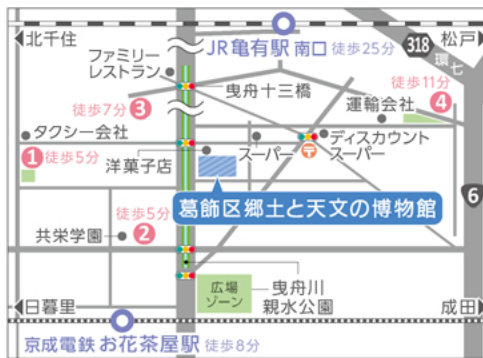 北千住
JR亀有駅 南口 徒歩25分
318
環七
松戸
ファミリー
レストラン
曳舟十三橋
徒歩7分 3
徒歩11分
4
運輸会社
タクシー会社
1 徒歩5分
洋菓子店
スーパー
〒
ディスカウント
スーパー
葛飾区郷土と天文の博物館
6
徒歩5分
2
共栄学園
広場
ゾーン
曳舟川
親水公園
日暮里
成田
京成電鉄 お花茶屋駅 徒歩8分